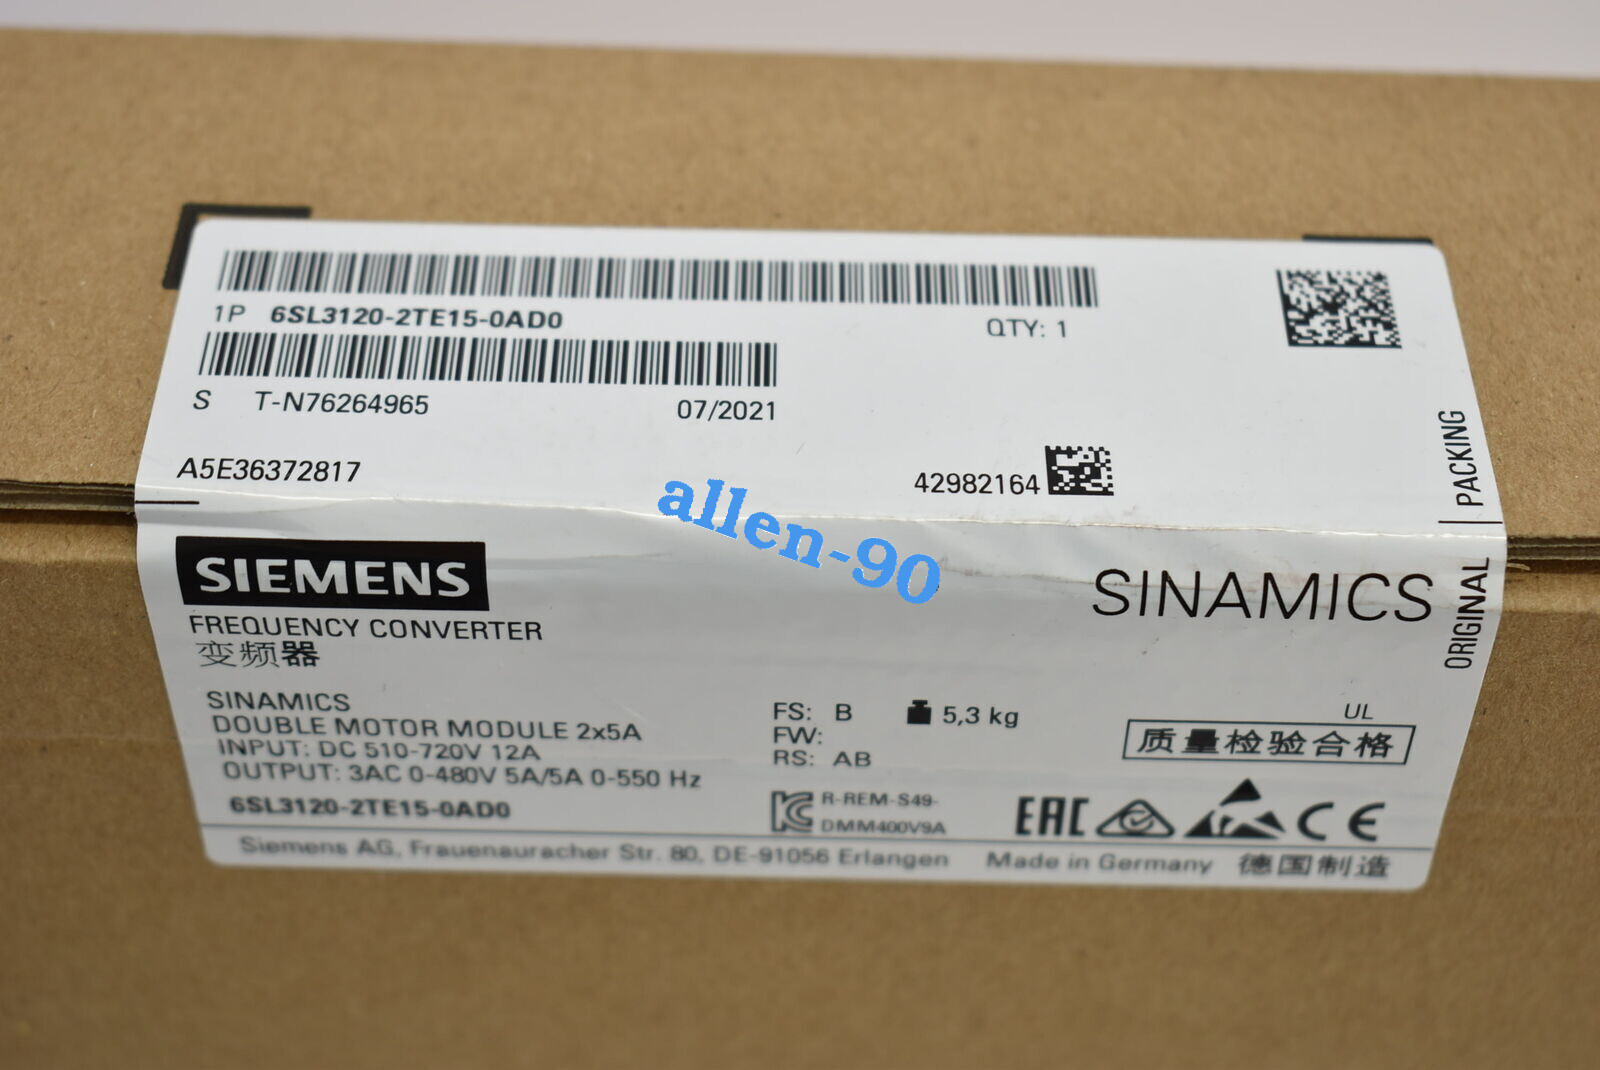 1P 6SL3120-2TE15-0AD0
QTY: 1
S T-N76264965
07/2021
A5E36372817
42982164
ORIGINAL | PACKING
allen-90
SIEMENS
SINAMICS
FREQUENCY CONVERTER
变频器
SINAMICS
DOUBLE MOTOR MODULE 2x5A
INPUT: DC 510-720V 12A
OUTPUT: 3AC 0-480V 5A/5A 0-550 Hz
6SL3120-2TE15-0AD0
FS: B
5,3 kg
FW:
RS: AB
UL
质量检验合格
R-REM-S49-
DMM400V9A
EAC
CE
Siemens AG, Frauenauracher Str. 80, DE-91056 Erlangen
Made in Germany 德国制造